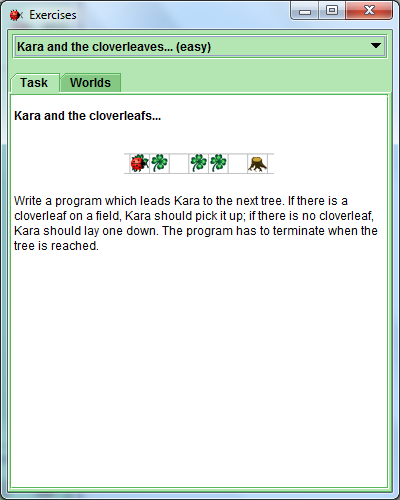 Exercises
Kara and the cloverleaves... (easy)
Task Worlds
Kara and the cloverleafs...
Write a program which leads Kara to the next tree. If there is a
cloverleaf on a field, Kara should pick it up; if there is no cloverleaf,
Kara should lay one down. The program has to terminate when the
tree is reached.